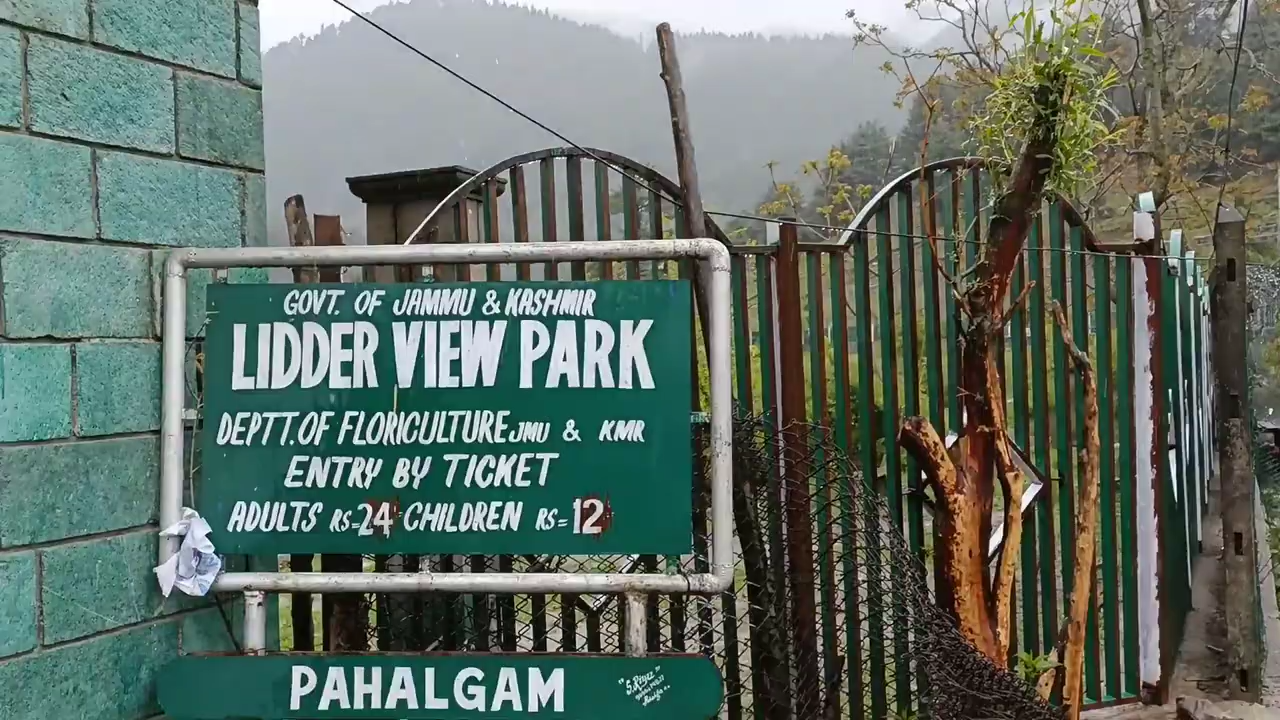 GOVT. OF JAMMU & KASHMIR
LIDDER VIEW PARK
DEPTT. OF FLORICULTURE JMU & KMR
ENTRY BY TICKET
ADULTS RS=24 CHILDREN RS=12
PAHALGAM